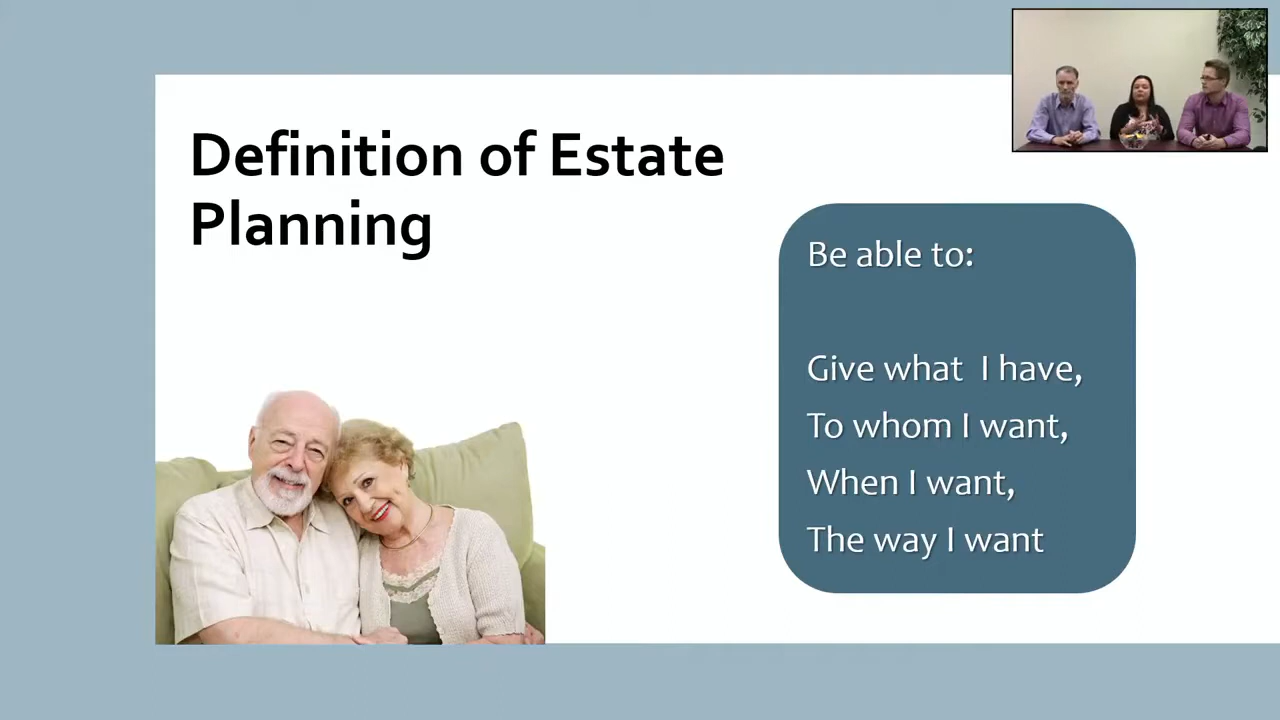 Definition of Estate
Planning
Be able to:
Give what I have,
To whom I want,
When I want,
The way I want